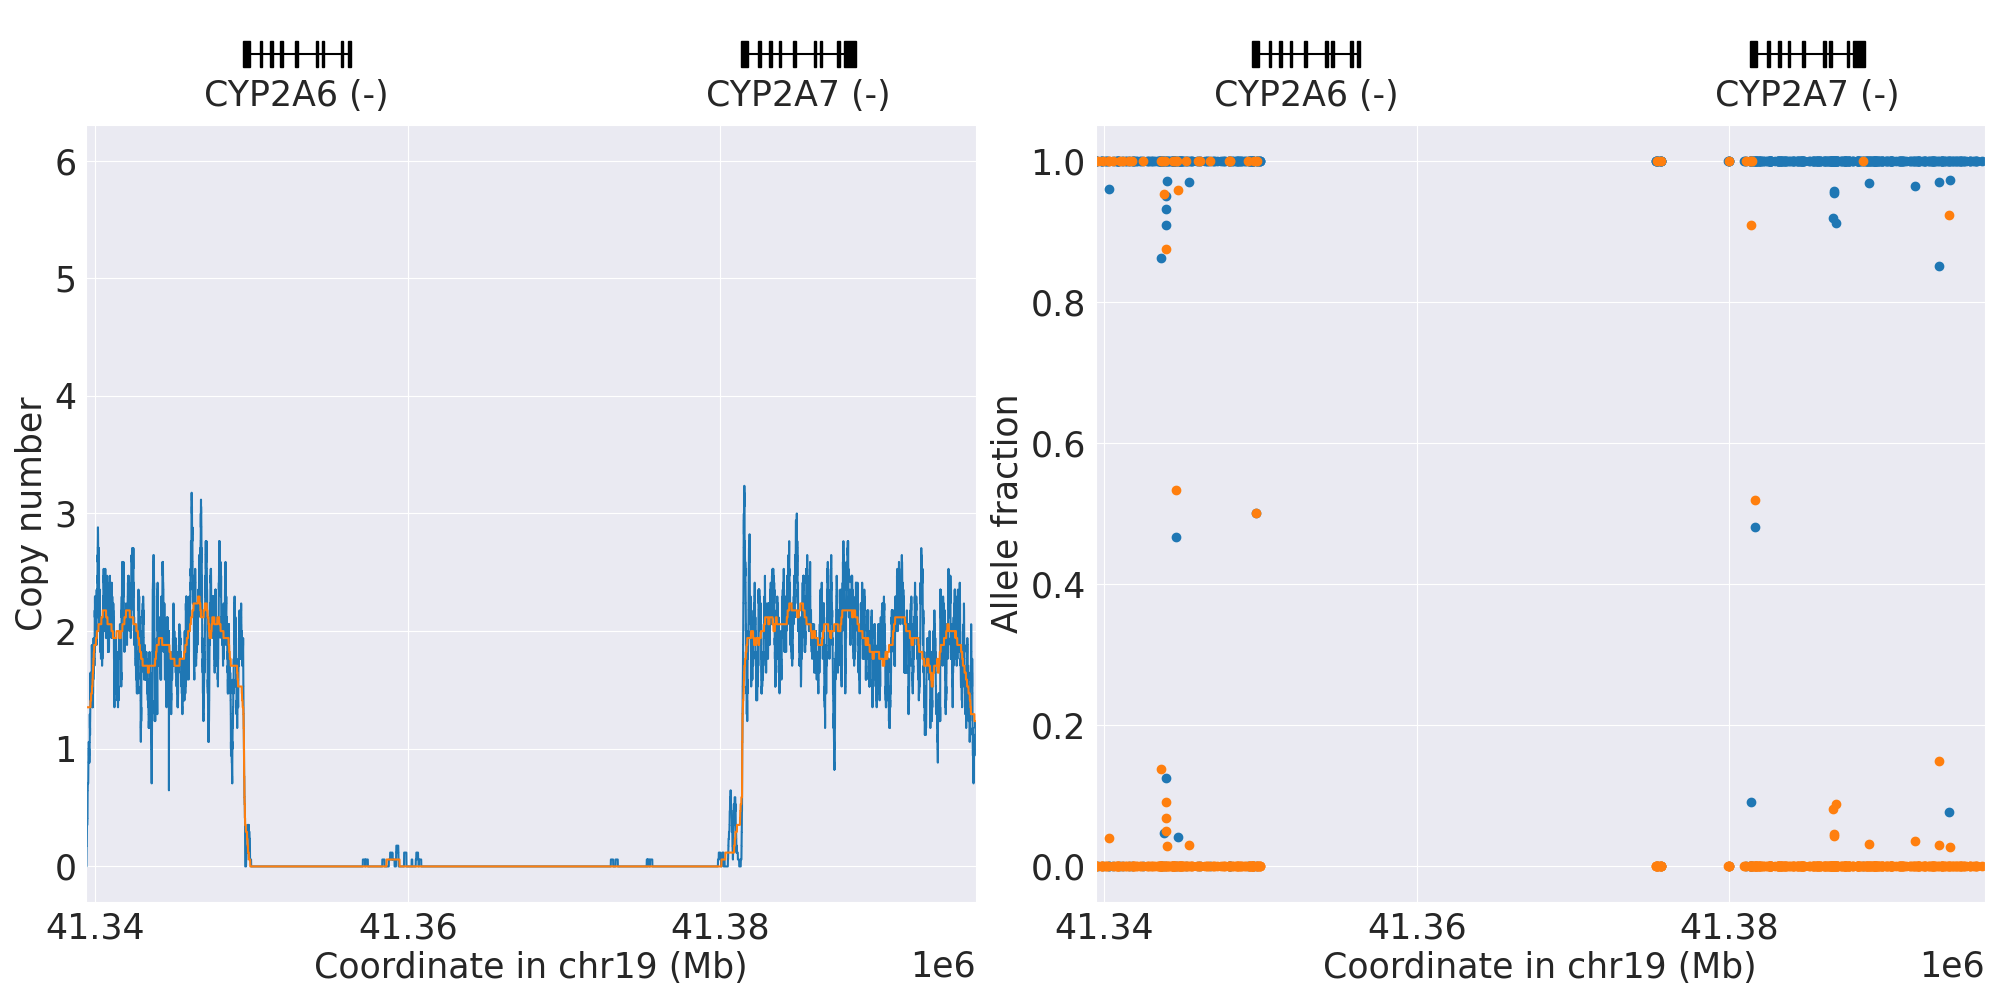 CYP2A6 (-)
CYP2A7 (-)
6
5
4
3
2
1
0
Copy number
41.34
41.36
41.38
Coordinate in chr19 (Mb)
1e6
CYP2A6 (-)
CYP2A7 (-)
1.0
0.8
0.6
0.4
0.2
0.0
Allele fraction
41.34
41.36
41.38
Coordinate in chr19 (Mb)
1e6